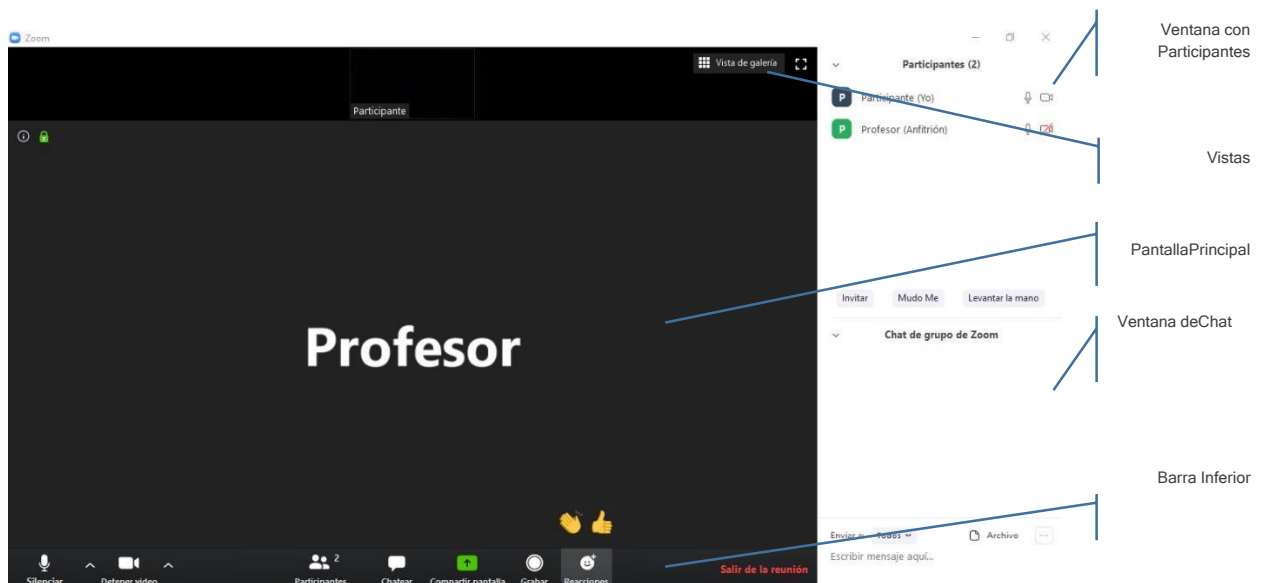 Zoom
Vista de galería
Participante
Profesor
Silenciar
Detener video
2
Participantes
Chatear
Compartir pantalla
Grabar
Reacciones
Salir de la reunión
Participantes (2)
P Participante (Yo)
P Profesor (Anfitrión)
Invitar Mudo Me Levantar la mano
Chat de grupo de Zoom
Enviar a: Todos Archivo ...
Escribir mensaje aquí...
Ventana con
Participantes
Vistas
PantallaPrincipal
Ventana deChat
Barra Inferior